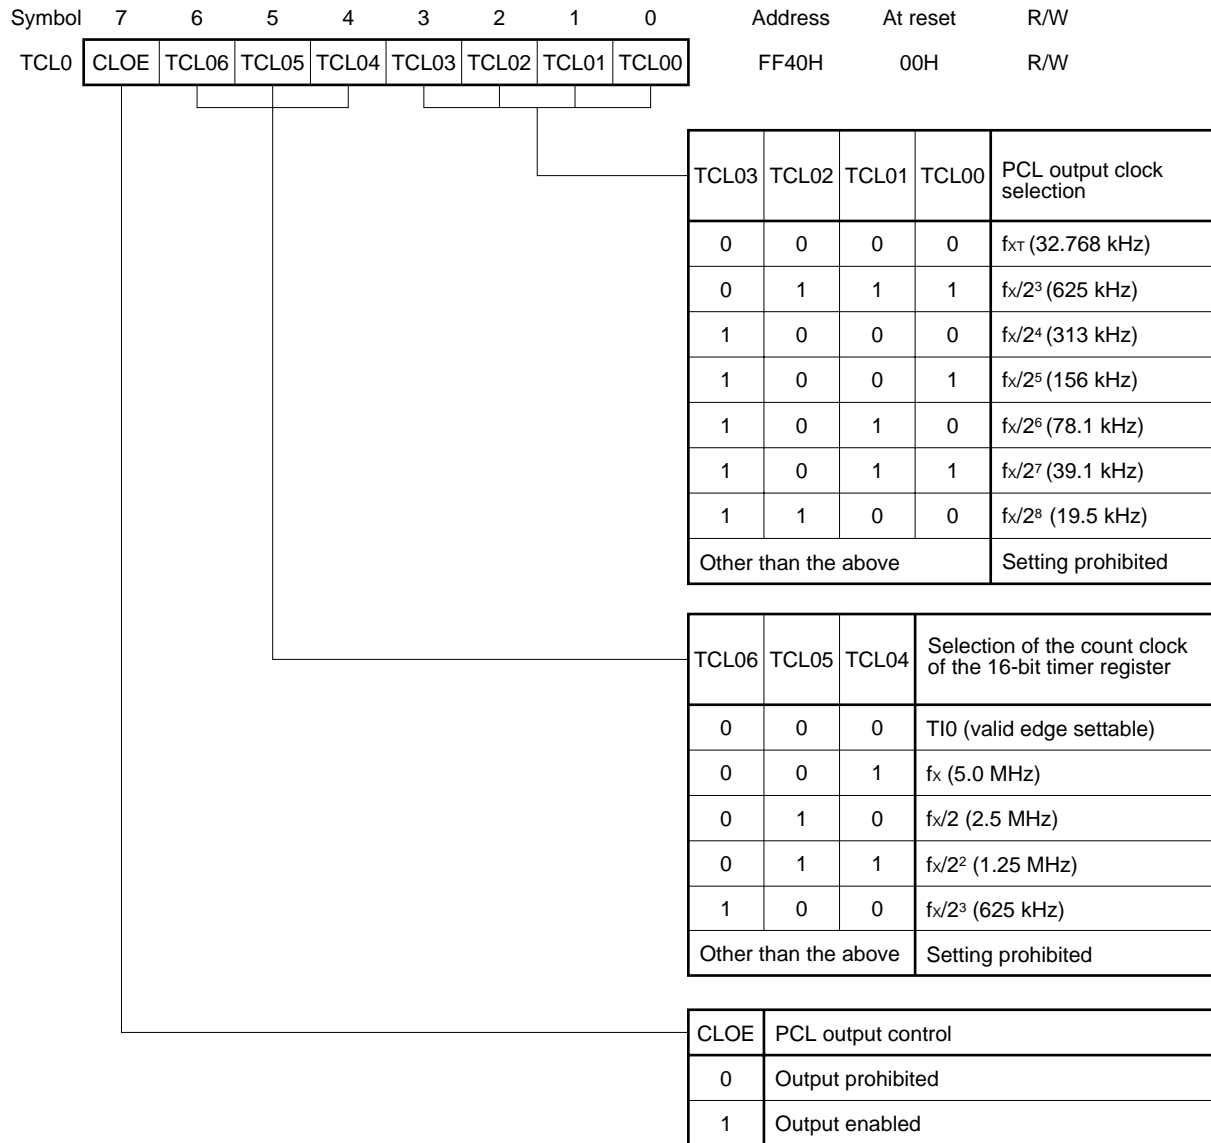 Symbol 7 6 5 4 3 2 1 0 Address At reset R/W
TCL0 CLOE TCL06 TCL05 TCL04 TCL03 TCL02 TCL01 TCL00 FF40H 00H R/W
TCL03 TCL02 TCL01 TCL00 PCL output clock
selection
0 0 0 0 fXT (32.768 kHz)
0 1 1 1 fX/2³ (625 kHz)
1 0 0 0 fX/2⁴ (313 kHz)
1 0 0 1 fX/2⁵ (156 kHz)
1 0 1 0 fX/2⁶ (78.1 kHz)
1 0 1 1 fX/2⁷ (39.1 kHz)
1 1 0 0 fX/2⁸ (19.5 kHz)
Other than the above Setting prohibited
TCL06 TCL05 TCL04 Selection of the count clock
of the 16-bit timer register
0 0 0 TI0 (valid edge settable)
0 0 1 fX (5.0 MHz)
0 1 0 fX/2 (2.5 MHz)
0 1 1 fX/2² (1.25 MHz)
1 0 0 fX/2³ (625 kHz)
Other than the above Setting prohibited
CLOE PCL output control
0 Output prohibited
1 Output enabled